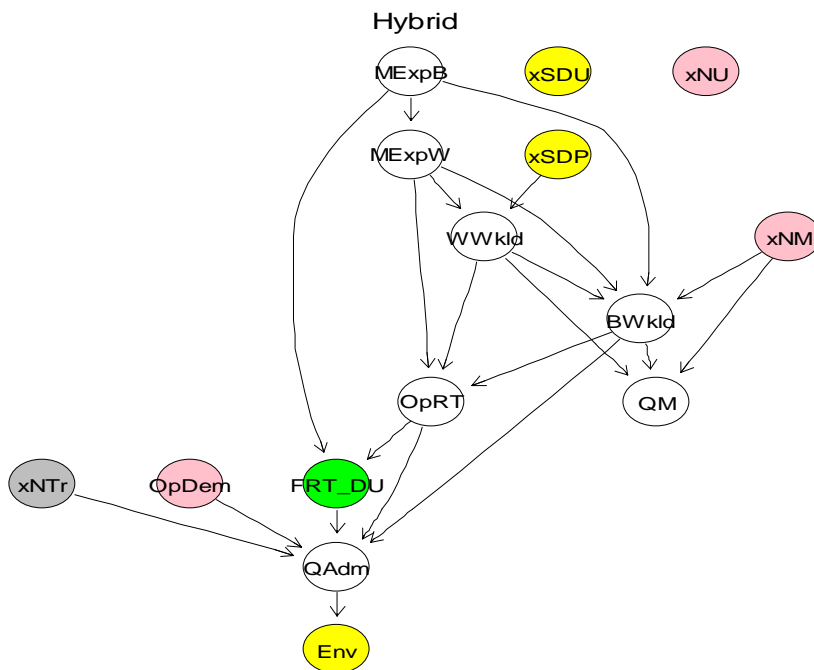 Hybrid
MExpB
xSDU
xNU
MExpW
xSDP
WWkld
xNM
BWkld
OpRT
QM
xNTr
OpDem
FRT_DU
QAdm
Env